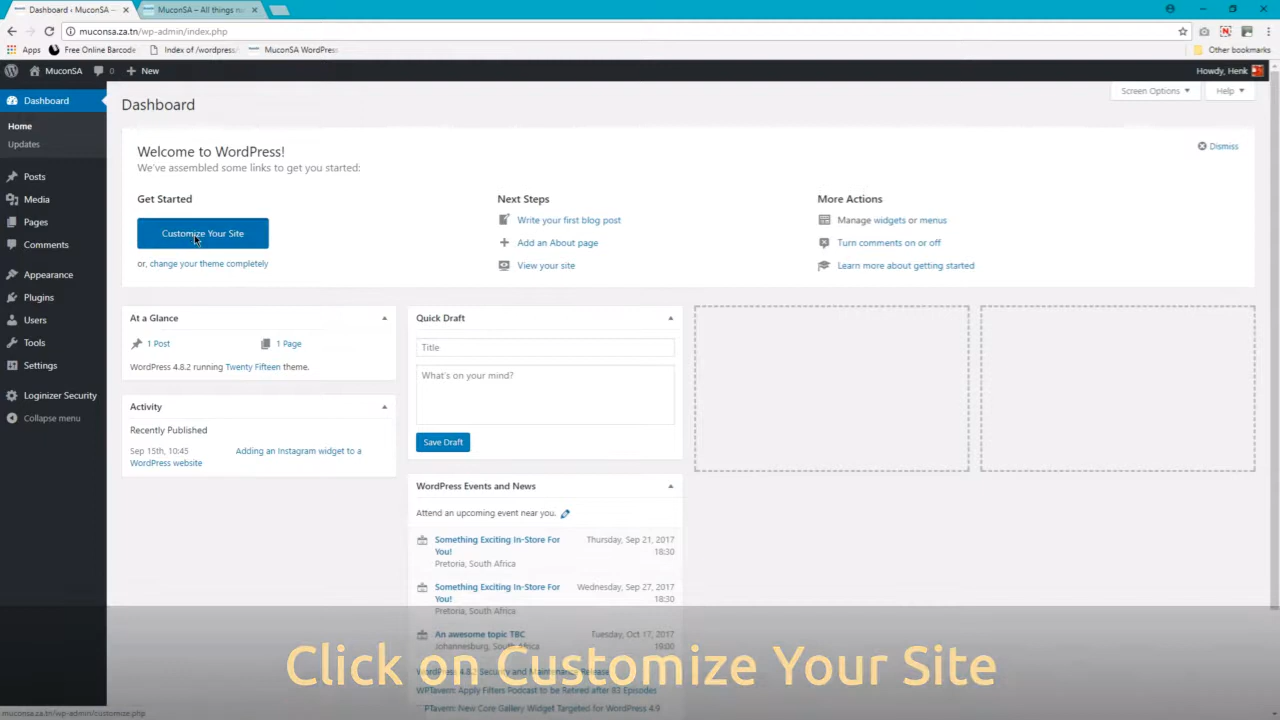 Dashboard ‹ MuconSA
MuconSA – All things m
muconsa.za.tn/wp-admin/index.php
Apps
Free Online Barcode
Index of /wordpress
MuconSA WordPress
Other bookmarks
MuconSA
0
New
Howdy, Henk
Dashboard
Home
Updates
Posts
Media
Pages
Comments
Appearance
Plugins
Users
Tools
Settings
Loginizer Security
Collapse menu
Dashboard
Screen Options
Help
Welcome to WordPress!
We've assembled some links to get you started:
Dismiss
Get Started
Customize Your Site
or, change your theme completely
Next Steps
Write your first blog post
Add an About page
View your site
More Actions
Manage widgets or menus
Turn comments on or off
Learn more about getting started
At a Glance
1 Post
1 Page
WordPress 4.8.2 running Twenty Fifteen theme.
Activity
Recently Published
Sep 15th, 10:45 Adding an Instagram widget to a
WordPress website
Quick Draft
Title
What's on your mind?
Save Draft
WordPress Events and News
Attend an upcoming event near you.
Something Exciting In-Store For Thursday, Sep 21, 2017
You! 18:30
Pretoria, South Africa
Something Exciting In-Store For Wednesday, Sep 27, 2017
You! 18:30
Pretoria, South Africa
An awesome topic TBC Tuesday, Oct 17, 2017
Johannesburg, South Africa 19:00
WordPress 4.8.2 Security and Maintenance Release
WPTavern: Apply Filters Podcast to be Retired after 83 Episodes
WPTavern: New Core Gallery Widget Targeted for WordPress 4.9
Click on Customize Your Site
muconsa.za.tn/wp-admin/customize.php